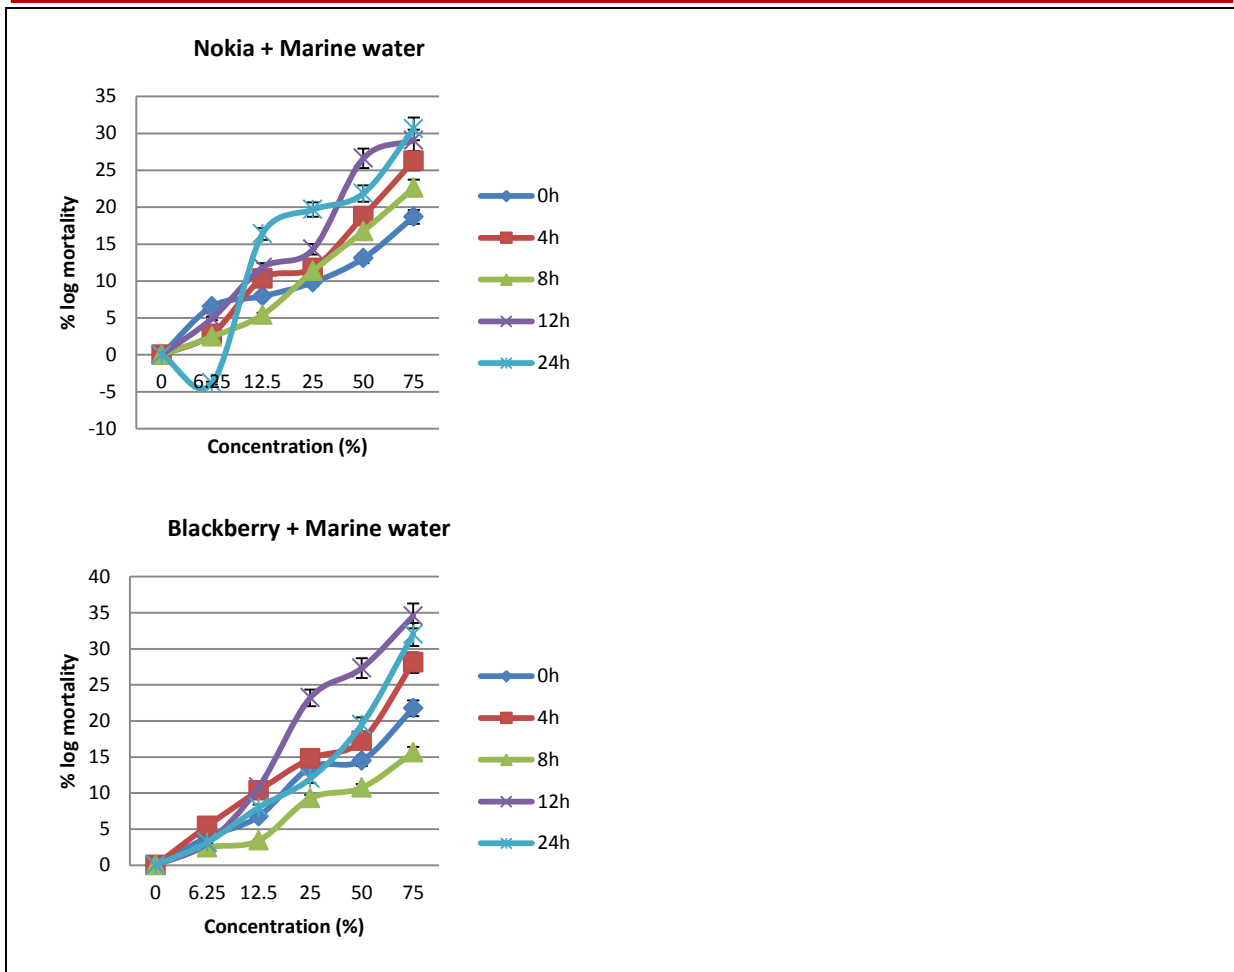 Nokia + Marine water
35
30
25
20
15
10
5
0
-5
-10
% log mortality
0 6.25 12.5 25 50 75
Concentration (%)
0h
4h
8h
12h
24h
Blackberry + Marine water
40
35
30
25
20
15
10
5
0
% log mortality
0 6.25 12.5 25 50 75
Concentration (%)
0h
4h
8h
12h
24h